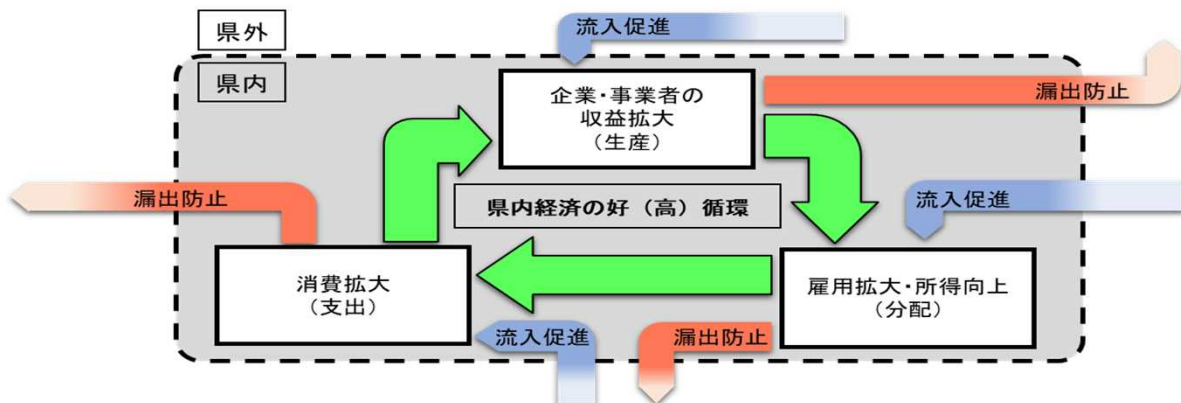 県外
流入促進
県内
企業・事業者の
収益拡大
（生産）
漏出防止
漏出防止
県内経済の好（高）循環
流入促進
消費拡大
（支出）
雇用拡大・所得向上
（分配）
流入促進
漏出防止